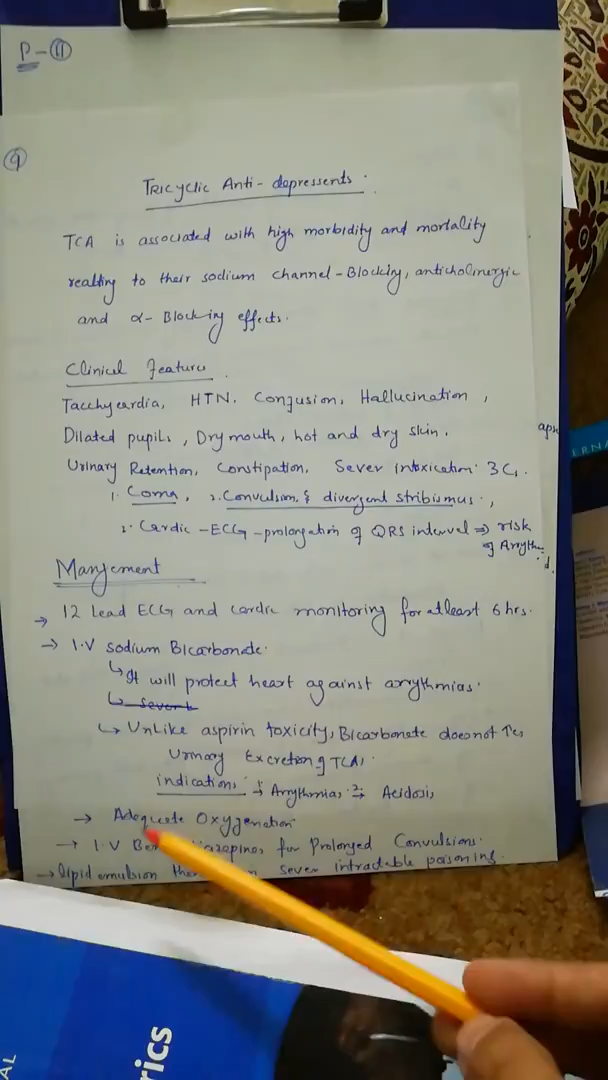 P-11
9
TRicyclic Anti-depressents.
TCA is associated with high morbidity and mortality
realting to their sodium channel-Blocking, anticholinergic
and α-Blocking effects.
Clinical Feature
Tacchycardia, HTN. Confusion, Hallucination,
Dilated pupils, Dry mouth, hot and dry skin.
Urinary Retention, Constipation. Sever intoxication 3C,.
1. Coma, 2. Convulsion, & divergent stribismus.,
3. Cardic -ECG -prolongation of QRS interval ⇒ risk
of Arryth
Manjement
→ 12 Lead ECG and cardic monitoring for atleast 6 hrs.
→ I.V sodium Bicarbonate.
↳ It will protect heart against arrythmias.
↳ Unlike aspirin toxicity, Bicarbonate doesnot ↑es
Urinary Excretion of TCA.
indications → 1. Arrythmias 2. → Acidosis
→ Adequate Oxygenation
→ I.V for Prolonged Convulsions.
→ lipid emulsion sever intractable poisoning.
rics
AL